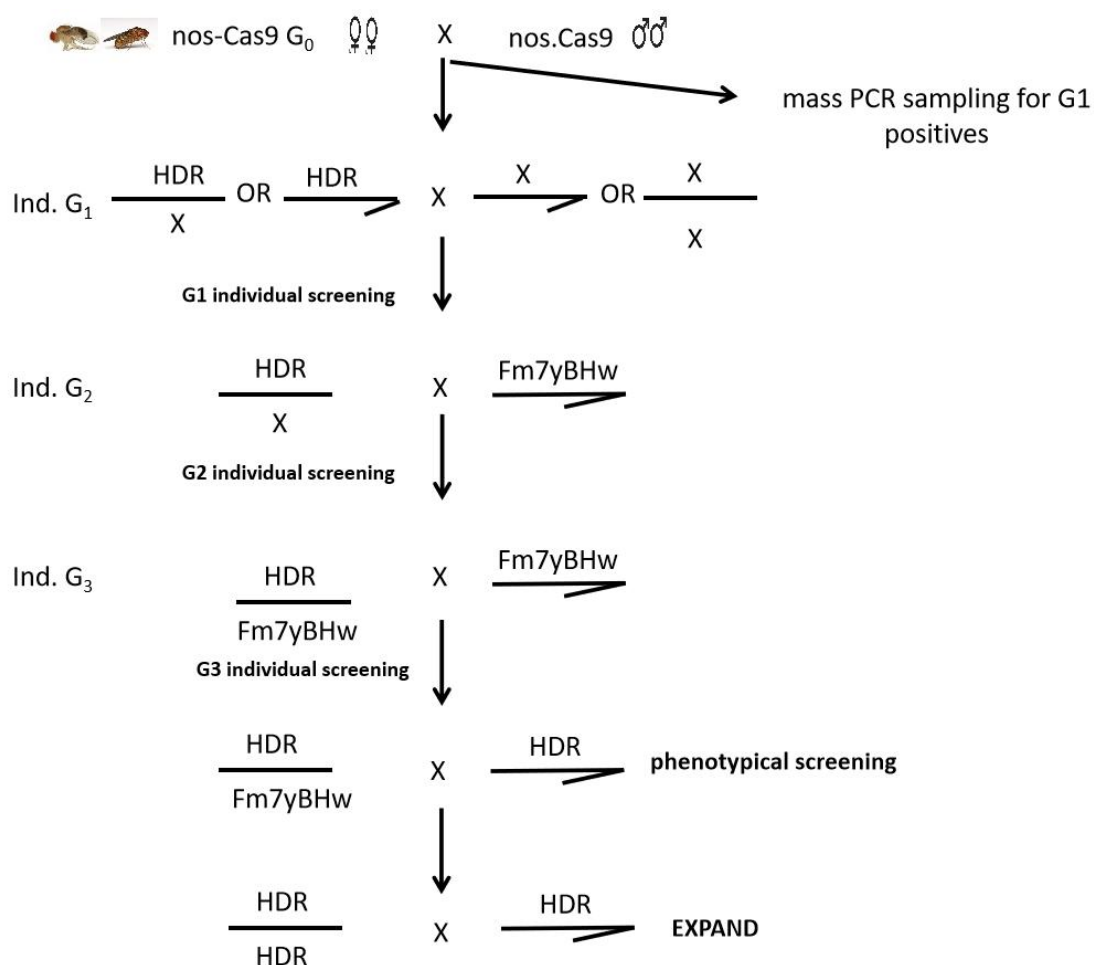 nos-Cas9 G₀ ♀♀ X nos.Cas9 ♂♂
mass PCR sampling for G1
positives
HDR OR HDR X X OR X
Ind. G₁
X X
G1 individual screening
HDR X Fm7yBHw
Ind. G₂
X
G2 individual screening
Fm7yBHw
Ind. G₃ HDR X
Fm7yBHw
G3 individual screening
HDR X HDR phenotypical screening
Fm7yBHw
HDR X HDR EXPAND
HDR